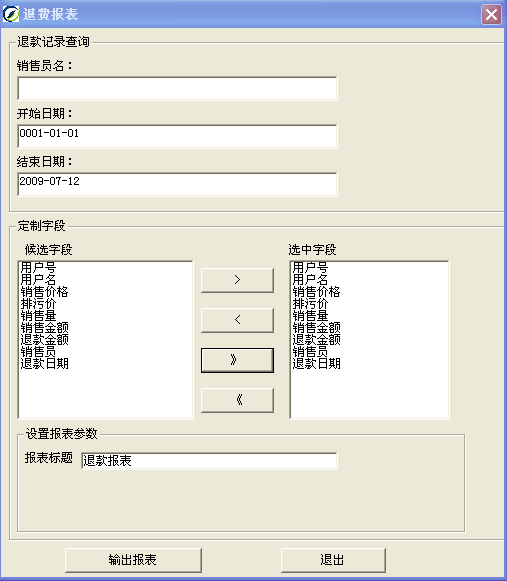 退费报表
退款记录查询
销售员名：
开始日期：
0001-01-01
结束日期：
2009-07-12
定制字段
候选字段
用户号
用户名
销售价格
排污价
销售量
销售金额
退款金额
销售员
退款日期
>
<
》
《
选中字段
用户号
用户名
销售价格
排污价
销售量
销售金额
退款金额
销售员
退款日期
设置报表参数
报表标题 退款报表
输出报表 退出